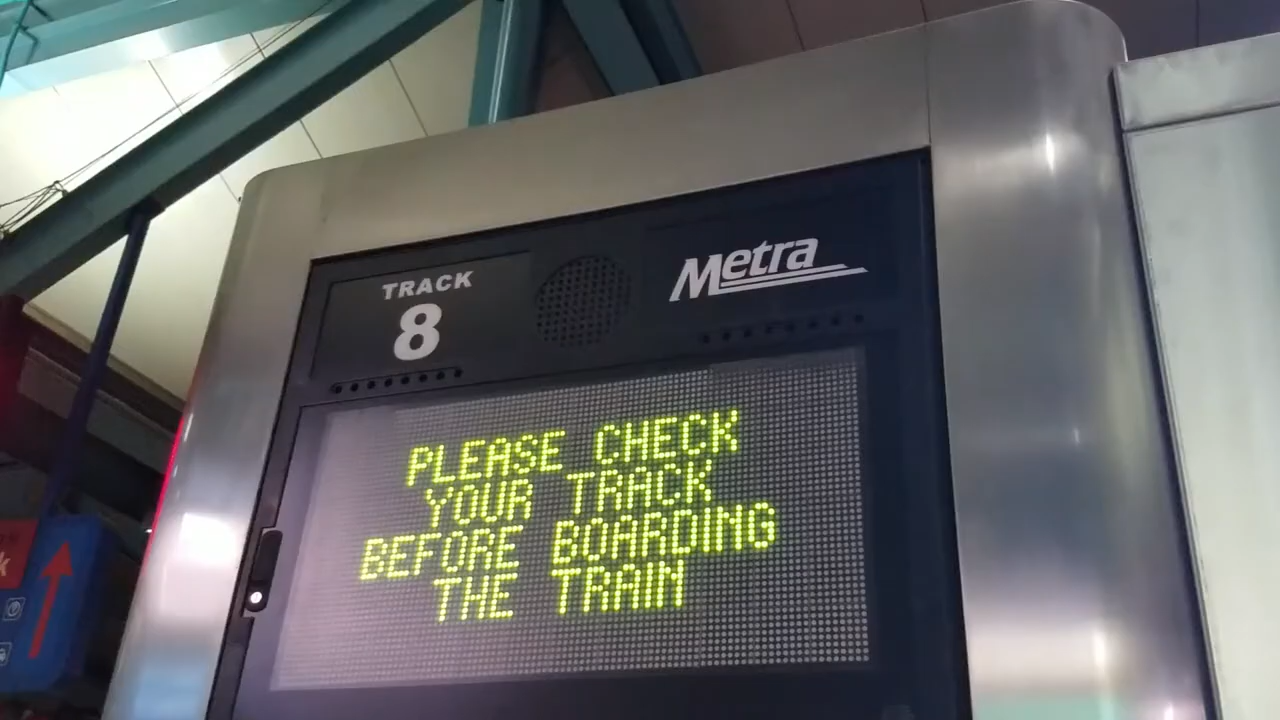 TRACK
8
Metra
PLEASE CHECK
YOUR TRACK
BEFORE BOARDING
THE TRAIN